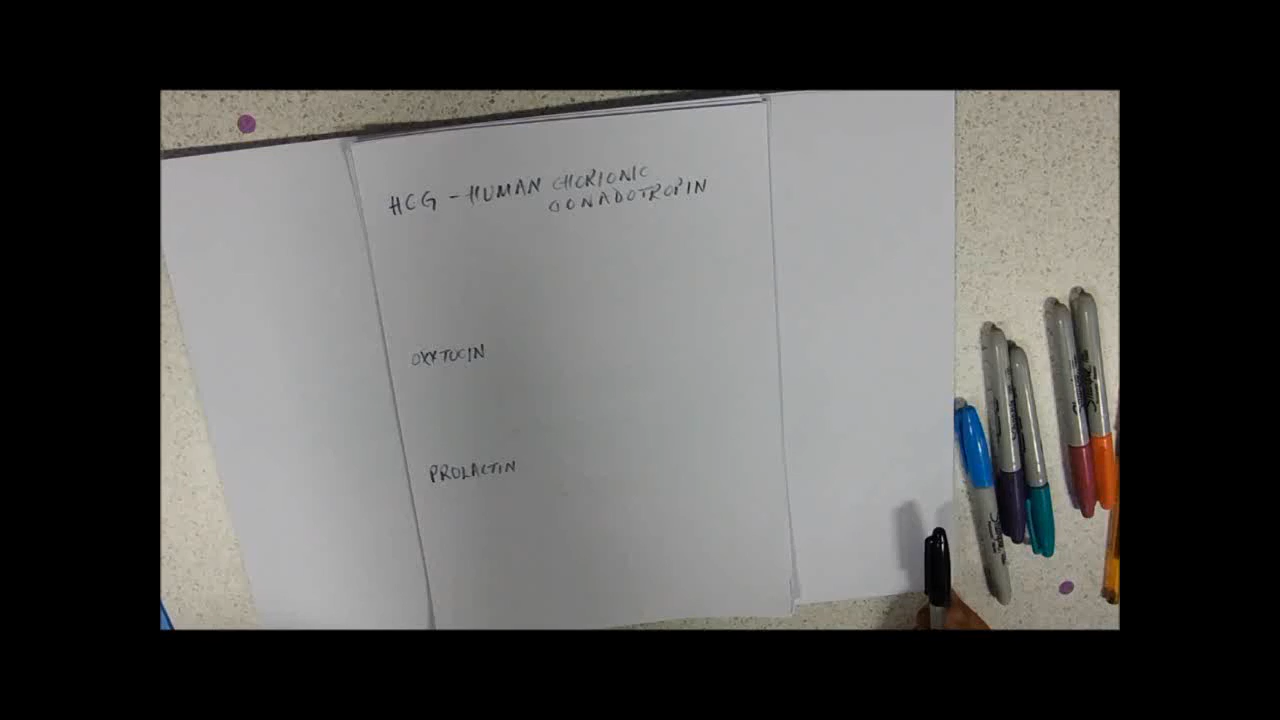 HCG - HUMAN CHORIONIC
GONADOTROPIN
OXYTOCIN
PROLACTIN